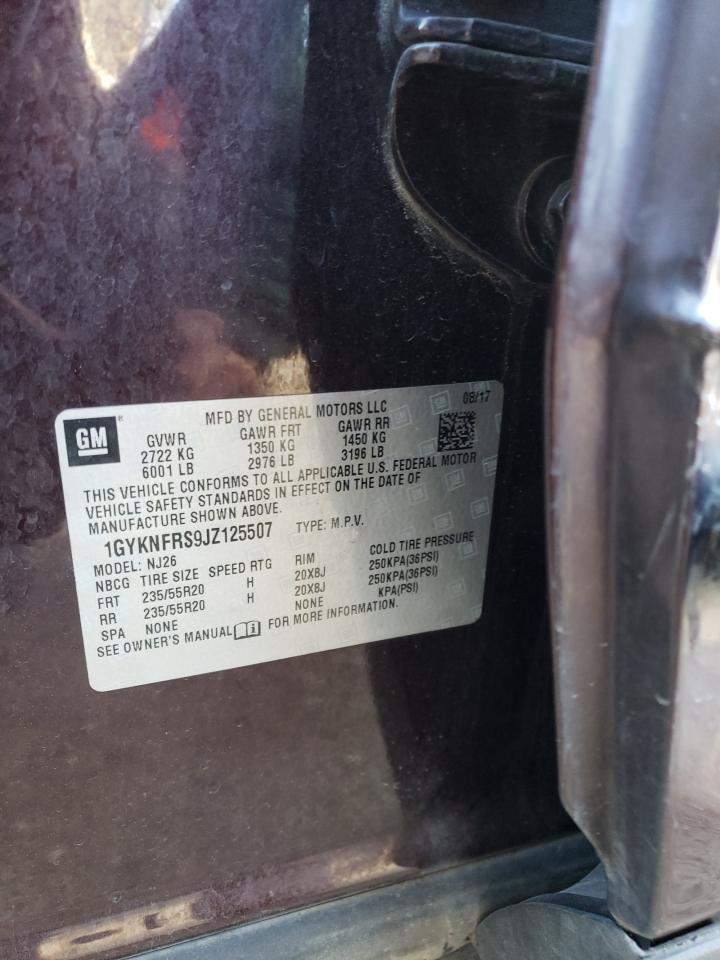 GM ®
MFD BY GENERAL MOTORS LLC 08/17
GVWR GAWR FRT GAWR RR
2722 KG 1350 KG 1450 KG
6001 LB 2976 LB 3196 LB
THIS VEHICLE CONFORMS TO ALL APPLICABLE U.S. FEDERAL MOTOR
VEHICLE SAFETY STANDARDS IN EFFECT ON THE DATE OF
MANUFACTURE SHOWN ABOVE.
1GYKNFRS9JZ125507 TYPE: M.P.V.
MODEL: NJ26
NBCG TIRE SIZE SPEED RTG RIM COLD TIRE PRESSURE
FRT 235/55R20 H 20X8J 250KPA(36PSI)
RR 235/55R20 H 20X8J 250KPA(36PSI)
SPA NONE NONE KPA(PSI)
SEE OWNER'S MANUAL FOR MORE INFORMATION.